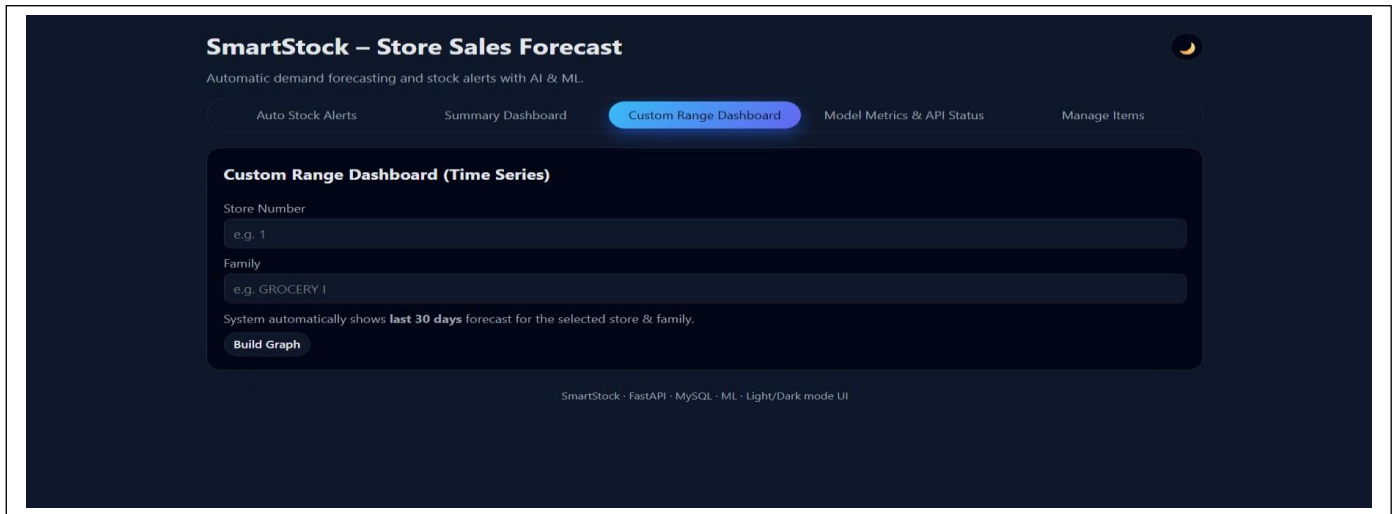 SmartStock – Store Sales Forecast
Automatic demand forecasting and stock alerts with AI & ML.
Auto Stock Alerts Summary Dashboard Custom Range Dashboard Model Metrics & API Status Manage Items
Custom Range Dashboard (Time Series)
Store Number
e.g. 1
Family
e.g. GROCERY I
System automatically shows last 30 days forecast for the selected store & family.
Build Graph
SmartStock · FastAPI · MySQL · ML · Light/Dark mode UI